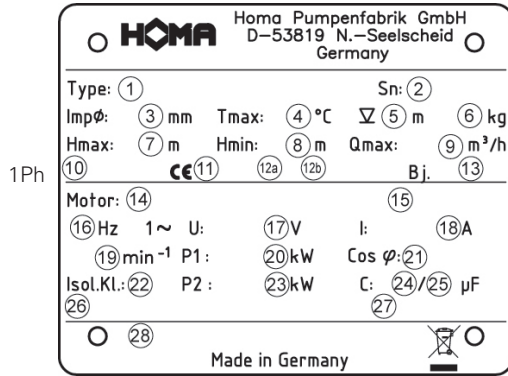 HOMA Homa Pumpenfabrik GmbH
D-53819 N.-Seelscheid
Germany
Type: 1 Sn: 2
Impø: 3 mm Tmax: 4 °C 5 m 6 kg
Hmax: 7 m Hmin: 8 m Qmax: 9 m³/h
1Ph
10 CE 11 12a 12b Bj. 13
Motor: 14 15
16 Hz 1~ U: 17 V I: 18 A
19 min⁻¹ P1: 20 kW Cos φ: 21
Isol.Kl.: 22 P2: 23 kW C: 24/25 µF
26 27
28
Made in Germany